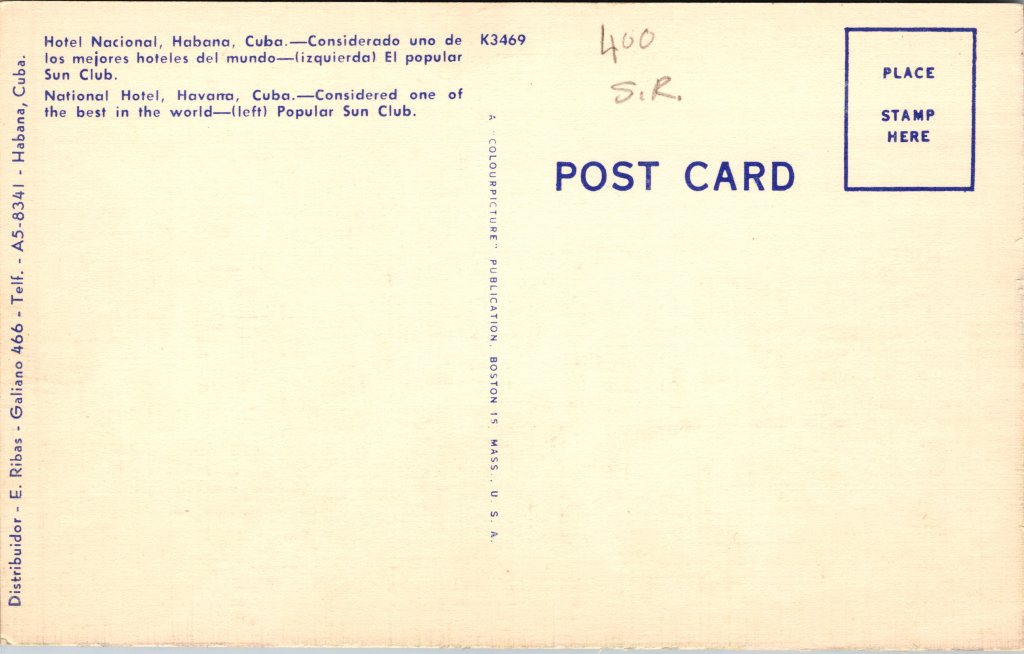 Hotel Nacional, Habana, Cuba.—Considerado uno de
los mejores hoteles del mundo—(izquierda) El popular
Sun Club.
National Hotel, Havana, Cuba.—Considered one of
the best in the world—(left) Popular Sun Club.
K3469
400
S.R.
PLACE
STAMP
HERE
POST CARD
A "COLOURPICTURE" PUBLICATION, BOSTON 15, MASS., U. S. A.
Distribuidor - E. Ribas - Galiano 466 - Telf. - A5-8341 - Habana, Cuba.